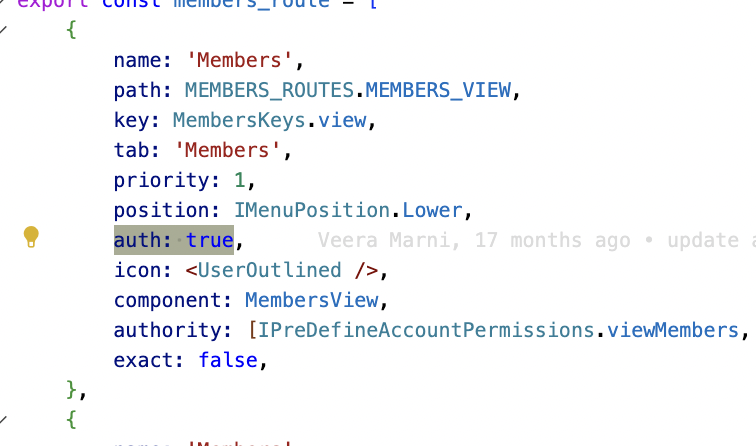 export const members_route = [
{
name: 'Members',
path: MEMBERS_ROUTES.MEMBERS_VIEW,
key: MembersKeys.view,
tab: 'Members',
priority: 1,
position: IMenuPosition.Lower,
auth: true, Veera Marni, 17 months ago • update
icon: <UserOutlined />,
component: MembersView,
authority: [IPreDefineAccountPermissions.viewMembers,
exact: false,
},
{
name: 'Members'